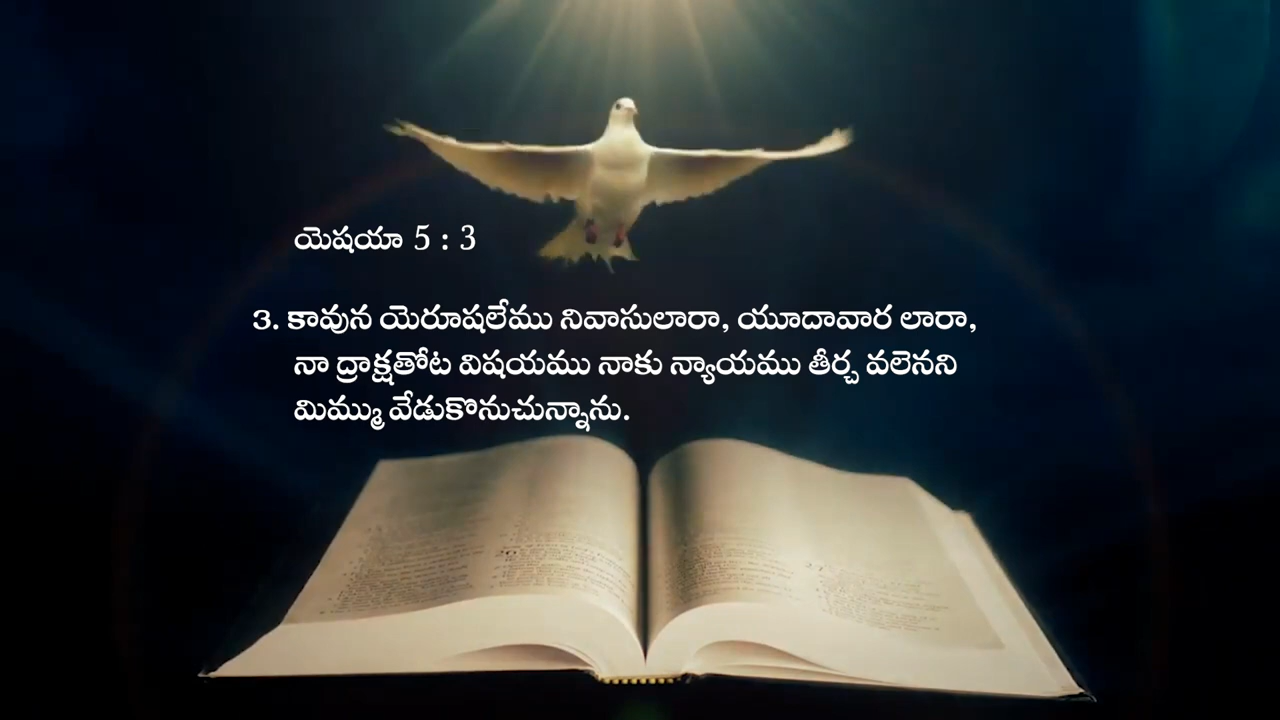 యెషయా 5 : 3
3. కావున యెరూషలేము నివాసులారా, యూదావార లారా,
నా ద్రాక్షతోట విషయము నాకు న్యాయము తీర్చ వలెనని
మిమ్ము వేడుకొనుచున్నాను.